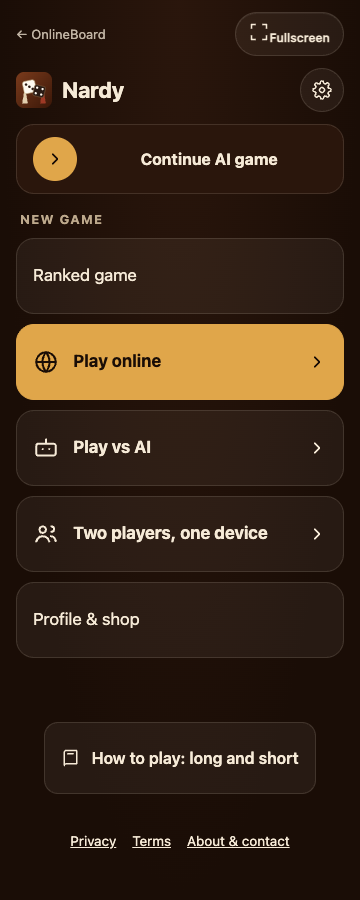 ← OnlineBoard
Fullscreen
Nardy
Continue AI game
NEW GAME
Ranked game
Play online
Play vs AI
Two players, one device
Profile & shop
How to play: long and short
Privacy Terms About & contact